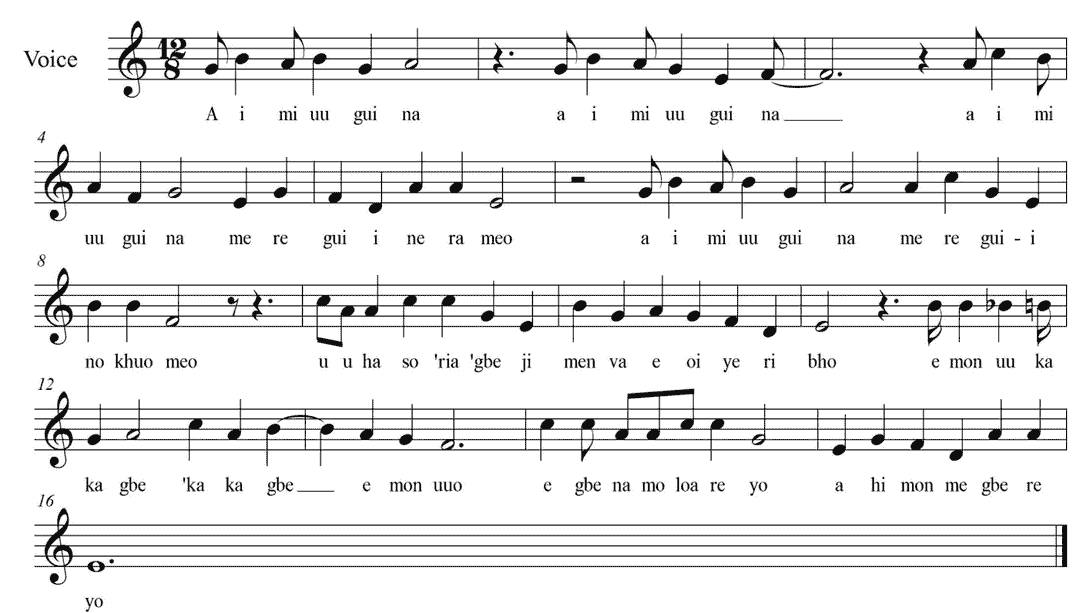 Voice
12
8
A i mi uu gui na a i mi uu gui na a i mi
4
uu gui na me re gui i ne ra meo a i mi uu gui na me re gui - i
8
no khuo meo u u ha so 'ria 'gbe ji men va e oi ye ri bho e mon uu ka
12
ka gbe 'ka ka gbe e mon uuo e gbe na mo loa re yo a hi mon me gbe re
16
yo